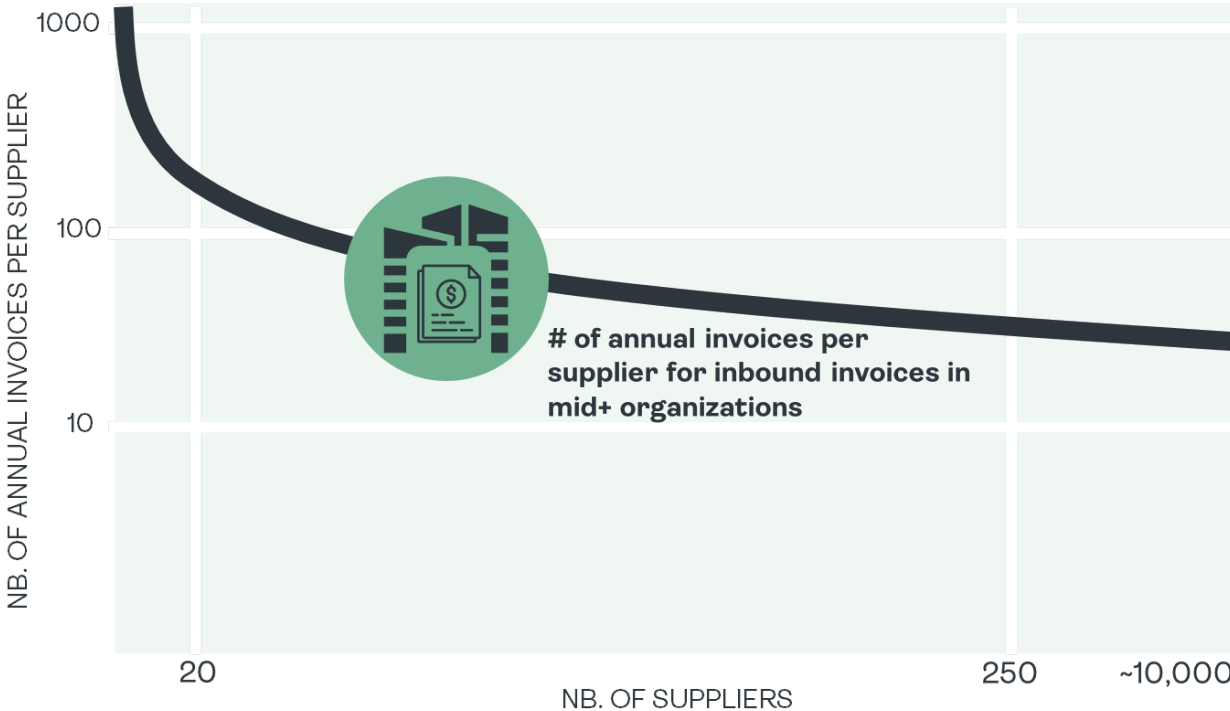 1000
100
10
NB. OF ANNUAL INVOICES PER SUPPLIER
$
# of annual invoices per
supplier for inbound invoices in
mid+ organizations
20
250
~10,000
NB. OF SUPPLIERS